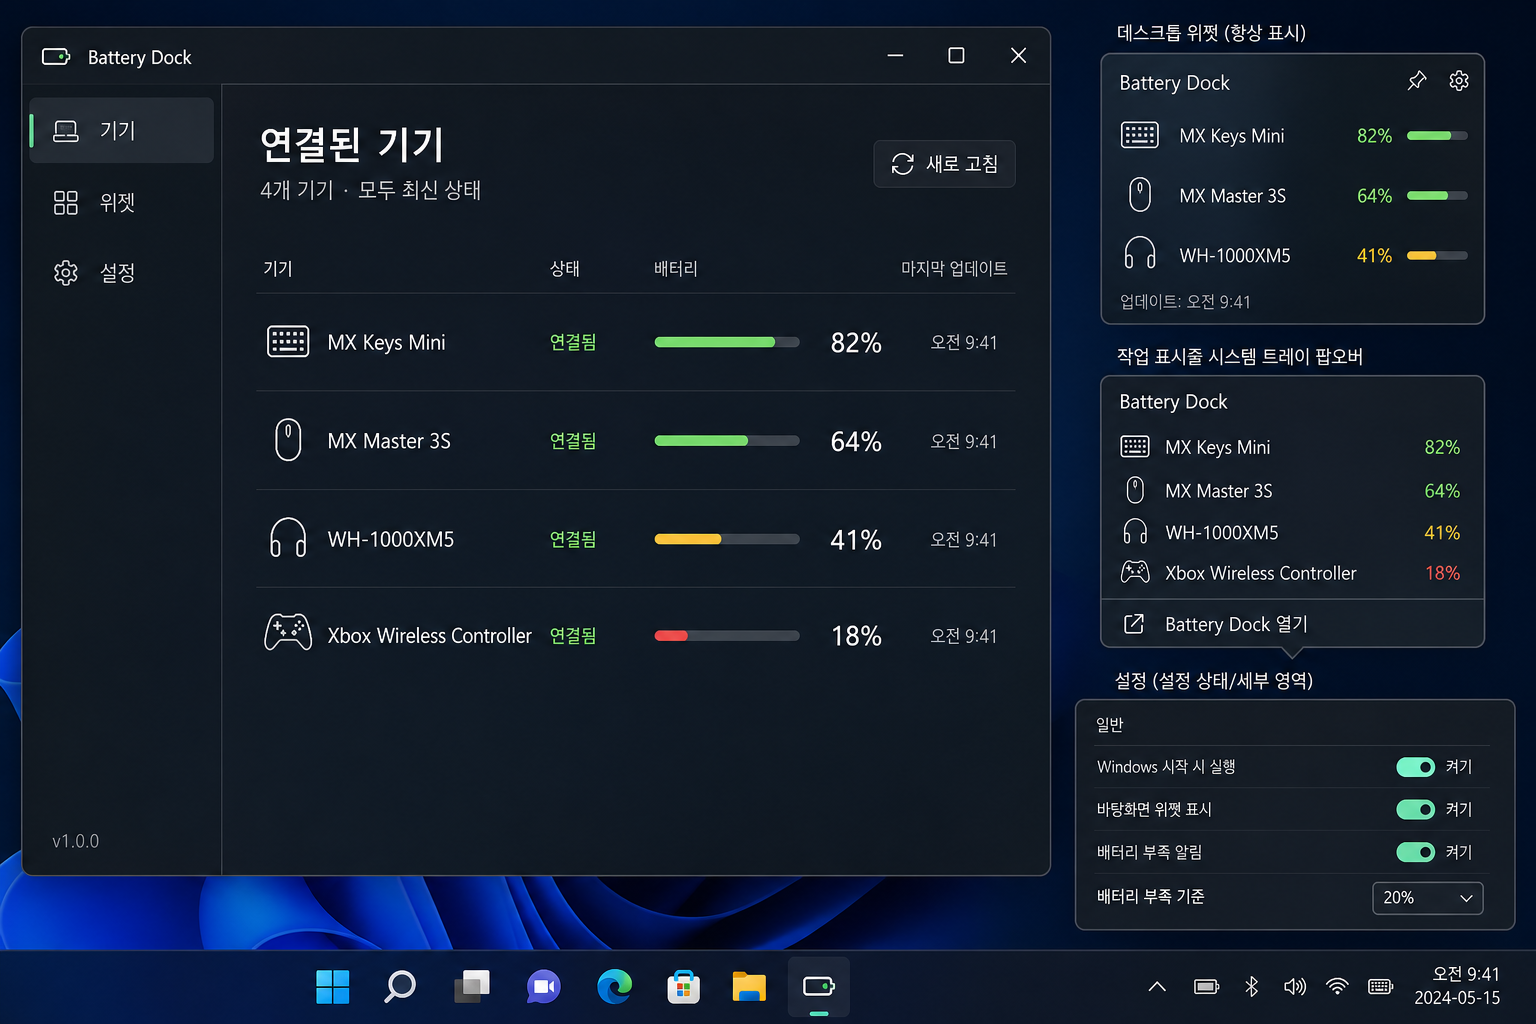 Battery Dock
기기
위젯
설정
v1.0.0
연결된 기기
4개 기기 · 모두 최신 상태
새로 고침
기기 상태 배터리 마지막 업데이트
MX Keys Mini 연결됨 82% 오전 9:41
MX Master 3S 연결됨 64% 오전 9:41
WH-1000XM5 연결됨 41% 오전 9:41
Xbox Wireless Controller 연결됨 18% 오전 9:41
데스크톱 위젯 (항상 표시)
Battery Dock
MX Keys Mini 82%
MX Master 3S 64%
WH-1000XM5 41%
업데이트: 오전 9:41
작업 표시줄 시스템 트레이 팝오버
Battery Dock
MX Keys Mini 82%
MX Master 3S 64%
WH-1000XM5 41%
Xbox Wireless Controller 18%
Battery Dock 열기
설정 (설정 상태/세부 영역)
일반
Windows 시작 시 실행 켜기
바탕화면 위젯 표시 켜기
배터리 부족 알림 켜기
배터리 부족 기준 20%
오전 9:41
2024-05-15